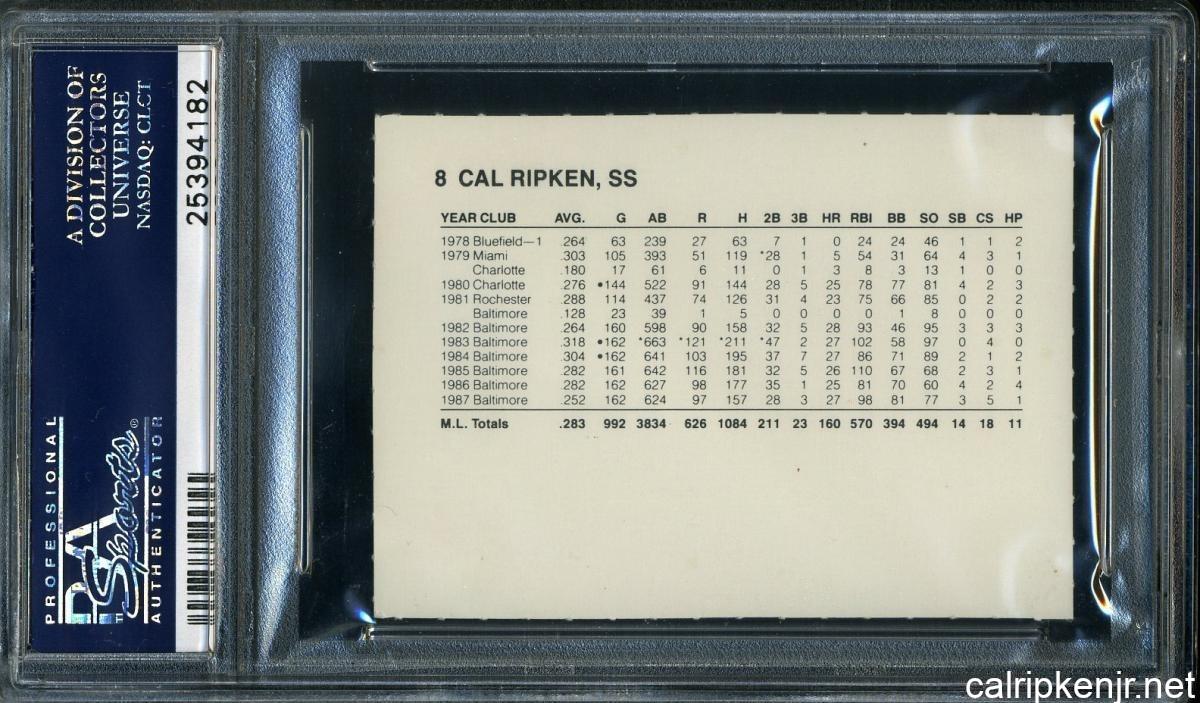 A DIVISION OF
COLLECTORS
UNIVERSE
NASDAQ: CLCT
25394182
PROFESSIONAL
PSA
Sports®
TM
AUTHENTICATOR
8 CAL RIPKEN, SS
YEAR CLUB AVG. G AB R H 2B 3B HR RBI BB SO SB CS HP
1978 Bluefield—1 .264 63 239 27 63 7 1 0 24 24 46 1 1 2
1979 Miami .303 105 393 51 119 *28 1 5 54 31 64 4 3 1
Charlotte .180 17 61 6 11 0 1 3 8 3 13 1 0 0
1980 Charlotte .276 •144 522 91 144 28 5 25 78 77 81 4 2 3
1981 Rochester .288 114 437 74 126 31 4 23 75 66 85 0 2 2
Baltimore .128 23 39 1 5 0 0 0 0 1 8 0 0 0
1982 Baltimore .264 160 598 90 158 32 5 28 93 46 95 3 3 3
1983 Baltimore .318 •162 *663 *121 *211 *47 2 27 102 58 97 0 4 0
1984 Baltimore .304 •162 641 103 195 37 7 27 86 71 89 2 1 2
1985 Baltimore .282 161 642 116 181 32 5 26 110 67 68 2 3 1
1986 Baltimore .282 162 627 98 177 35 1 25 81 70 60 4 2 4
1987 Baltimore .252 162 624 97 157 28 3 27 98 81 77 3 5 1
M.L. Totals .283 992 3834 626 1084 211 23 160 570 394 494 14 18 11
calripkenjr.net